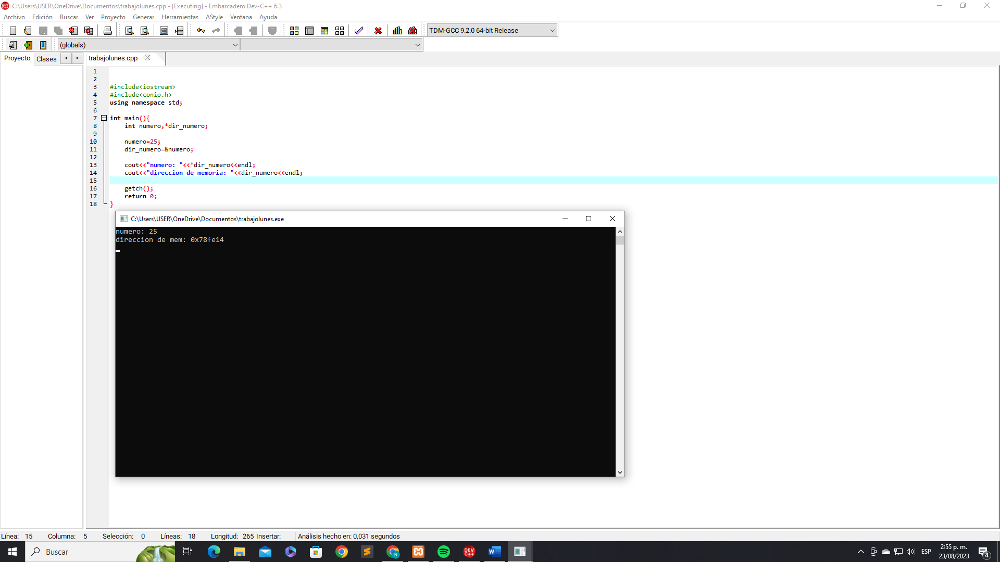 C:\Users\USER\OneDrive\Documentos\trabajolunes.cpp - [Executing] - Embarcadero Dev-C++ 6.3
Archivo Edición Buscar Ver Proyecto Generar Herramientas AStyle Ventana Ayuda
TDM-GCC 9.2.0 64-bit Release
(globals)
Proyecto Clases trabajolunes.cpp
1
2
3 #include<iostream>
4 #include<conio.h>
5 using namespace std;
6
7 int main(){
8 int numero,*dir_numero;
9
10 numero=25;
11 dir_numero=&numero;
12
13 cout<<"numero: "<<*dir_numero<<endl;
14 cout<<"direccion de memoria: "<<dir_numero<<endl;
15
16 getch();
17 return 0;
18 }
C:\Users\USER\OneDrive\Documentos\trabajolunes.exe
numero: 25
direccion de mem: 0x78fe14
Línea: 15 Columna: 5 Selección: 0 Líneas: 18 Longitud: 265 Insertar: Análisis hecho en: 0,031 segundos
Buscar
DEV C++
N
W
ESP
2:55 p. m.
23/08/2023
4